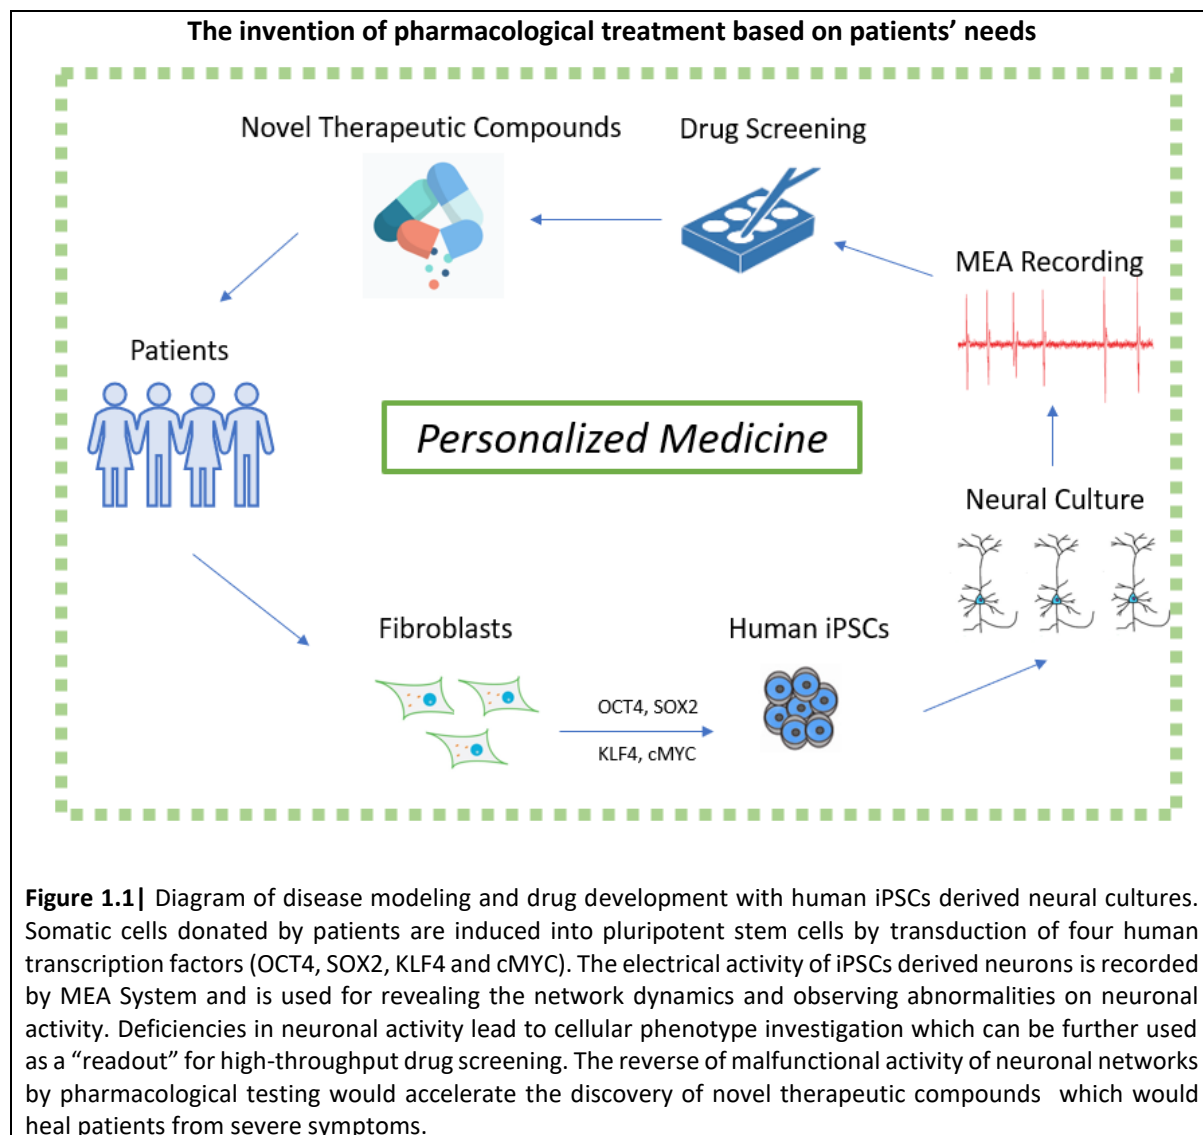 The invention of pharmacological treatment based on patients’ needs
Novel Therapeutic Compounds
Drug Screening
MEA Recording
Patients
Personalized Medicine
Neural Culture
Fibroblasts
Human iPSCs
OCT4, SOX2
KLF4, cMYC
Figure 1.1| Diagram of disease modeling and drug development with human iPSCs derived neural cultures.
Somatic cells donated by patients are induced into pluripotent stem cells by transduction of four human
transcription factors (OCT4, SOX2, KLF4 and cMYC). The electrical activity of iPSCs derived neurons is recorded
by MEA System and is used for revealing the network dynamics and observing abnormalities on neuronal
activity. Deficiencies in neuronal activity lead to cellular phenotype investigation which can be further used
as a “readout” for high-throughput drug screening. The reverse of malfunctional activity of neuronal networks
by pharmacological testing would accelerate the discovery of novel therapeutic compounds which would
heal patients from severe symptoms.